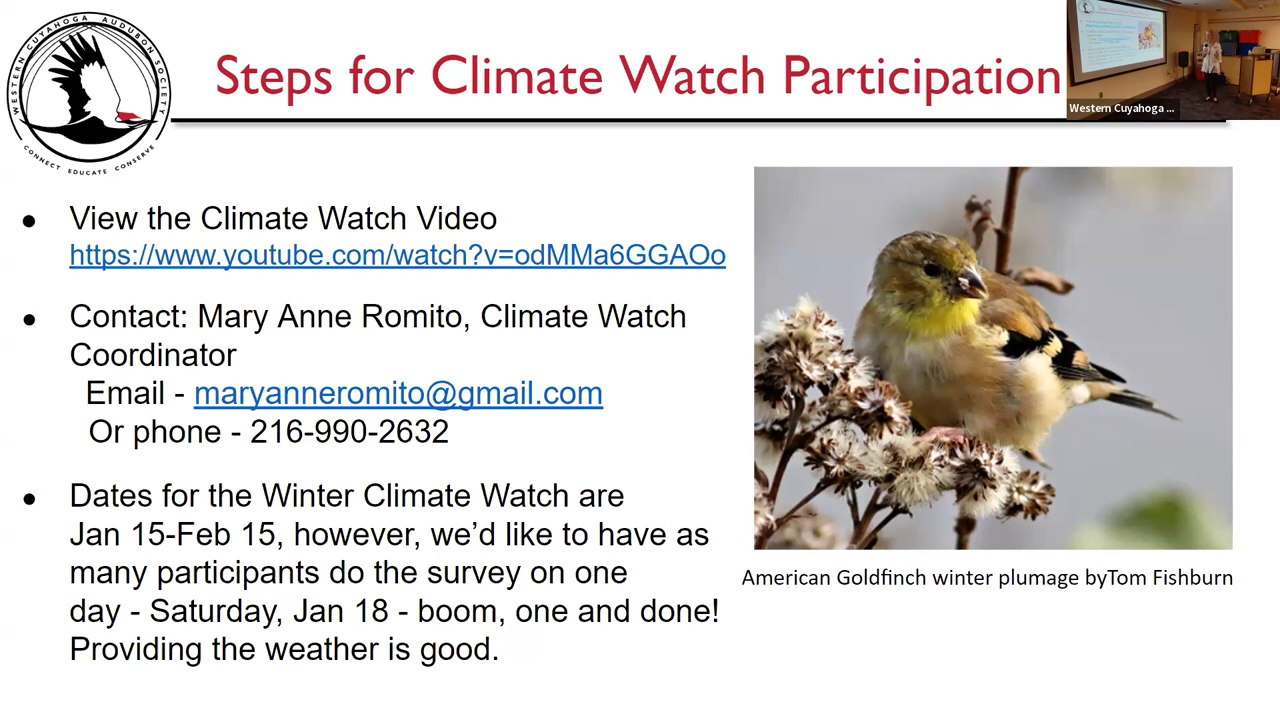 WESTERN CUYAHOGA AUDUBON SOCIETY
CONNECT EDUCATE CONSERVE
Steps for Climate Watch Participation
Western Cuyahoga ...
● View the Climate Watch Video
https://www.youtube.com/watch?v=odMMa6GGAOo
● Contact: Mary Anne Romito, Climate Watch
Coordinator
Email - maryanneromito@gmail.com
Or phone - 216-990-2632
● Dates for the Winter Climate Watch are
Jan 15-Feb 15, however, we’d like to have as
many participants do the survey on one
day - Saturday, Jan 18 - boom, one and done!
Providing the weather is good.
American Goldfinch winter plumage byTom Fishburn